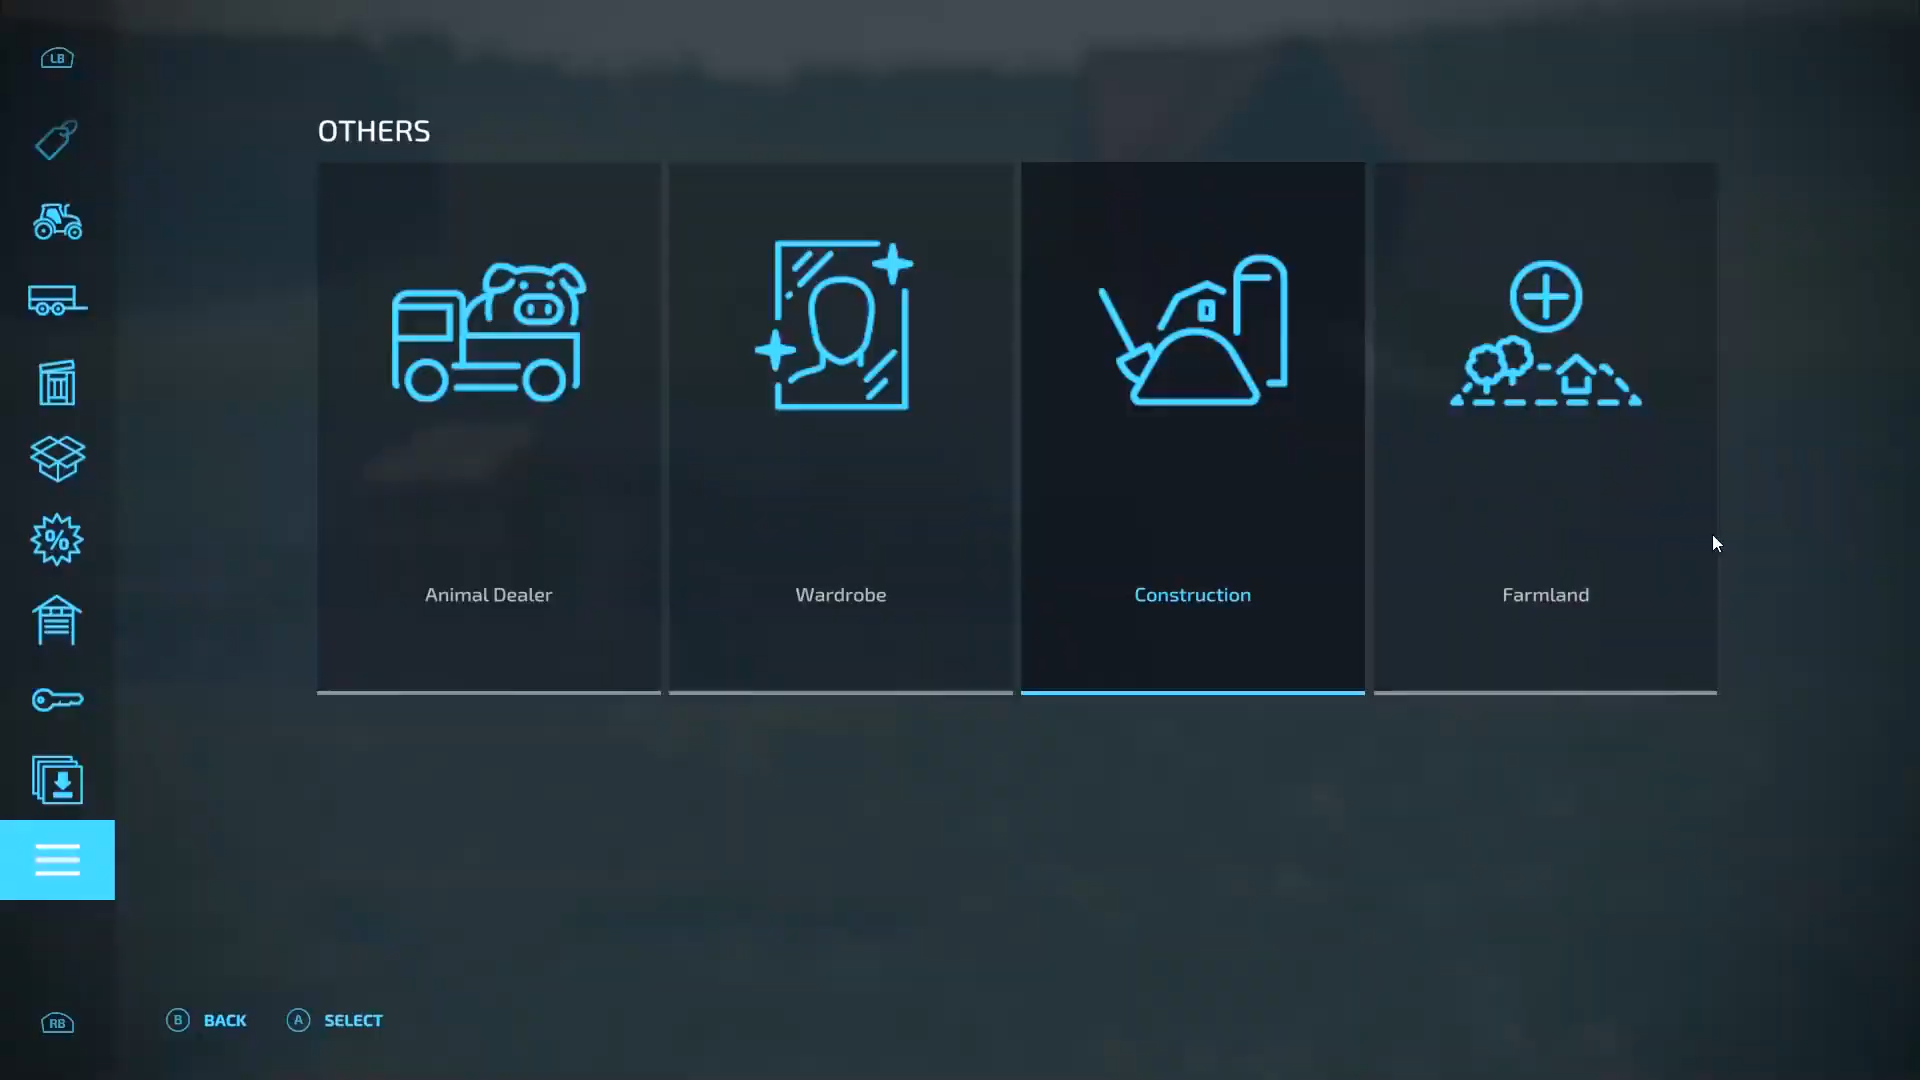 LB
OTHERS
%
Animal Dealer
Wardrobe
Construction
Farmland
RB
B BACK A SELECT